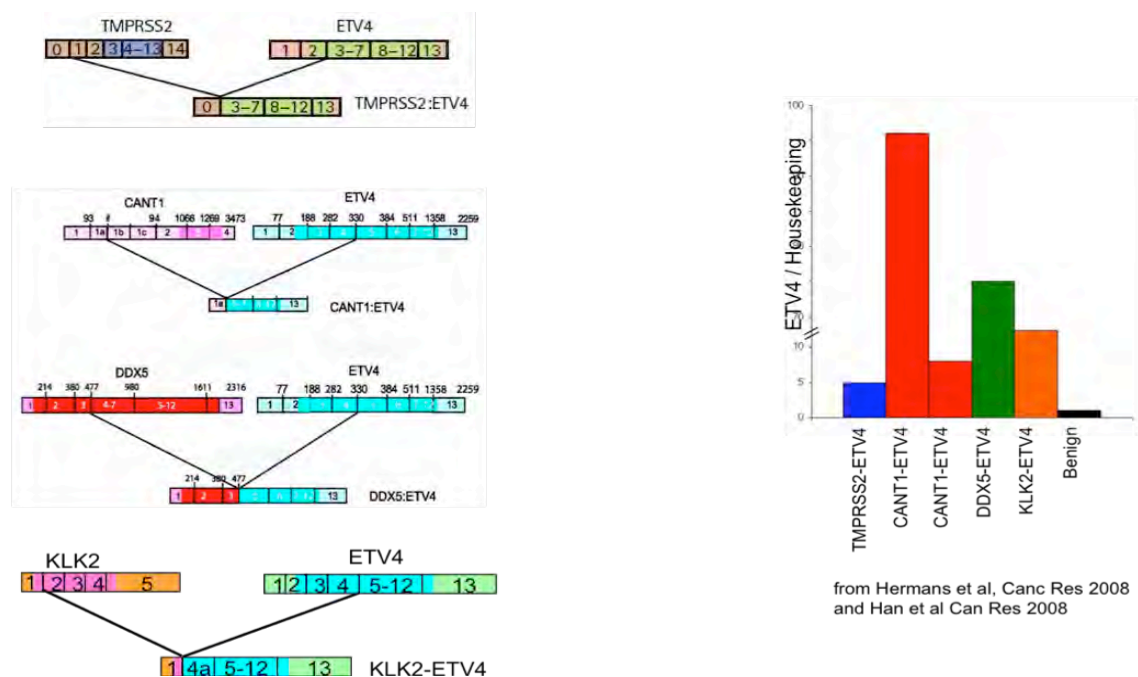 TMPRSS2 ETV4
0 1 2 3 4–13 14 1 2 3–7 8–12 13
0 3–7 8–12 13 TMPRSS2:ETV4
CANT1 ETV4
93 # 94 1066 1269 3473 77 188 282 330 384 511 1358 2259
1 1a 1b 1c 2 4 1 2 13
1a 13 CANT1:ETV4
DDX5 ETV4
214 380 477 980 1611 2316 77 188 282 330 384 511 1358 2259
1 2 3 4-7 13 1 2 13
214 380 477
1 2 3 13 DDX5:ETV4
KLK2 ETV4
1 2 3 4 5 1 2 3 4 5-12 13
1 4a 5-12 13 KLK2-ETV4
ETV4 / Housekeeping
100
10
5
0
TMPRSS2-ETV4
CANT1-ETV4
CANT1-ETV4
DDX5-ETV4
KLK2-ETV4
Benign
from Hermans et al, Canc Res 2008
and Han et al Can Res 2008